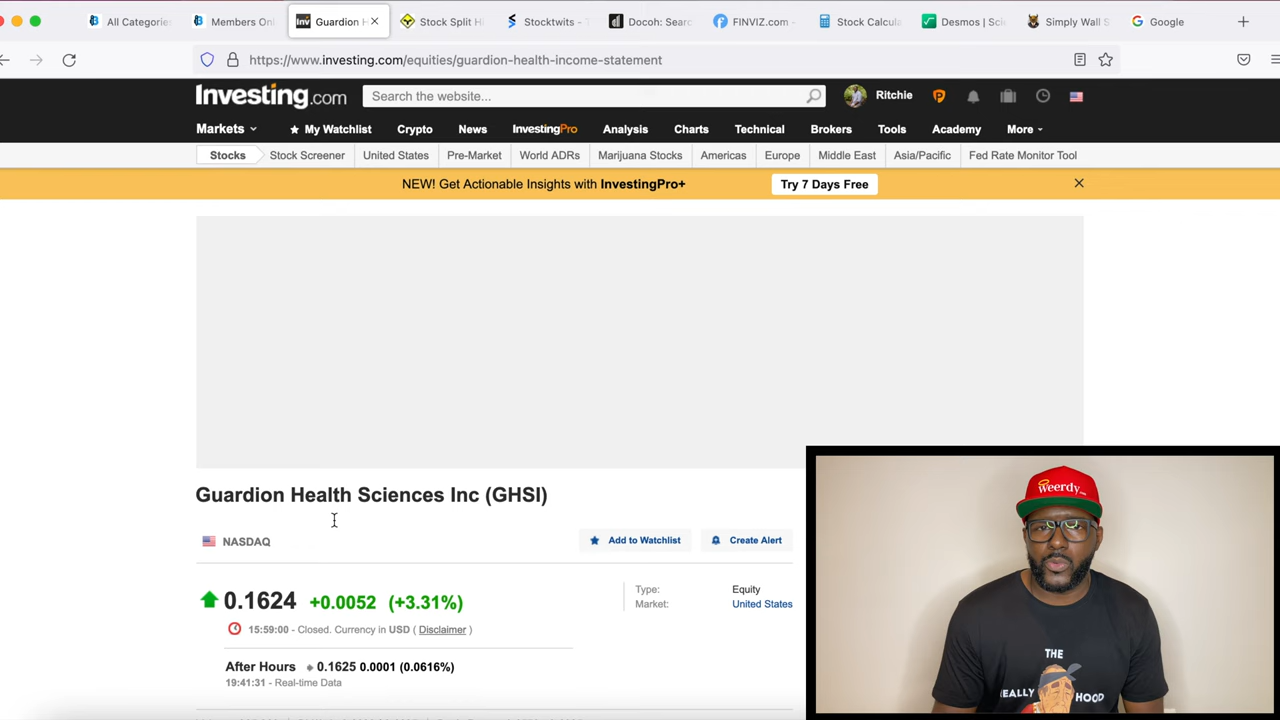 All Categories
Members Onl
Guardion H
Stock Split Hi
Stocktwits - T
Docoh: Searc
FINVIZ.com -
Stock Calcula
Desmos | Scie
Simply Wall S
Google
https://www.investing.com/equities/guardion-health-income-statement
Investing.com
Search the website...
Ritchie
Markets
My Watchlist
Crypto
News
InvestingPro
Analysis
Charts
Technical
Brokers
Tools
Academy
More
Stocks
Stock Screener
United States
Pre-Market
World ADRs
Marijuana Stocks
Americas
Europe
Middle East
Asia/Pacific
Fed Rate Monitor Tool
NEW! Get Actionable Insights with InvestingPro+
Try 7 Days Free
Guardion Health Sciences Inc (GHSI)
NASDAQ
Add to Watchlist
Create Alert
0.1624 +0.0052 (+3.31%)
Type: Equity
Market: United States
15:59:00 - Closed. Currency in USD ( Disclaimer )
After Hours 0.1625 0.0001 (0.0616%)
19:41:31 - Real-time Data
weerdy
THE
REALLY HOOD